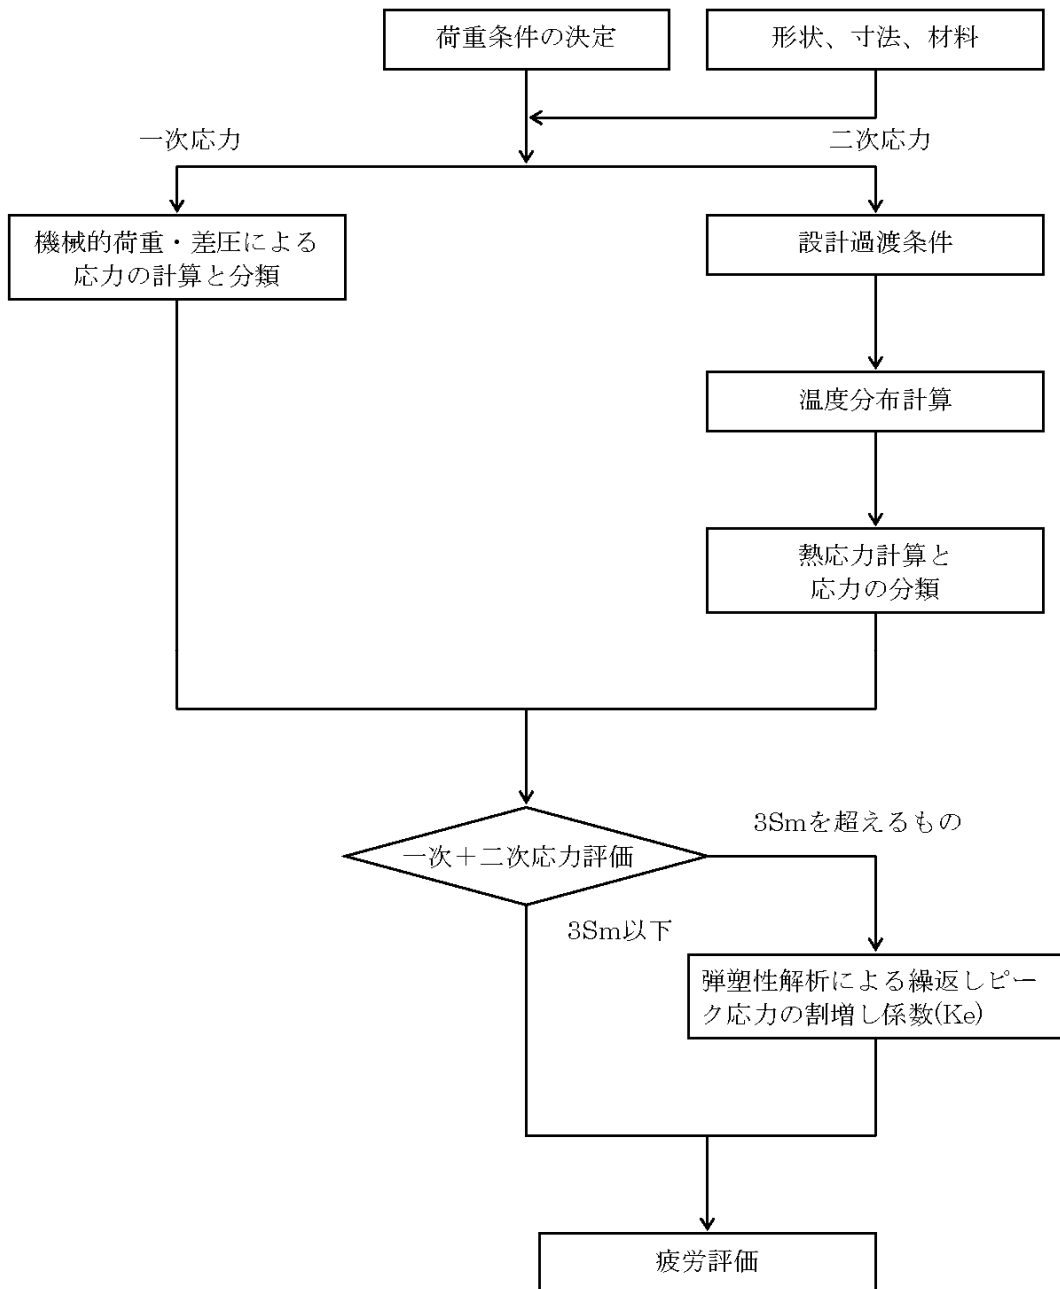 荷重条件の決定
形状、寸法、材料
一次応力
二次応力
機械的荷重・差圧による
応力の計算と分類
設計過渡条件
温度分布計算
熱応力計算と
応力の分類
一次＋二次応力評価
3Smを超えるもの
3Sm以下
弾塑性解析による繰返しピー
ク応力の割増し係数(Ke)
疲労評価